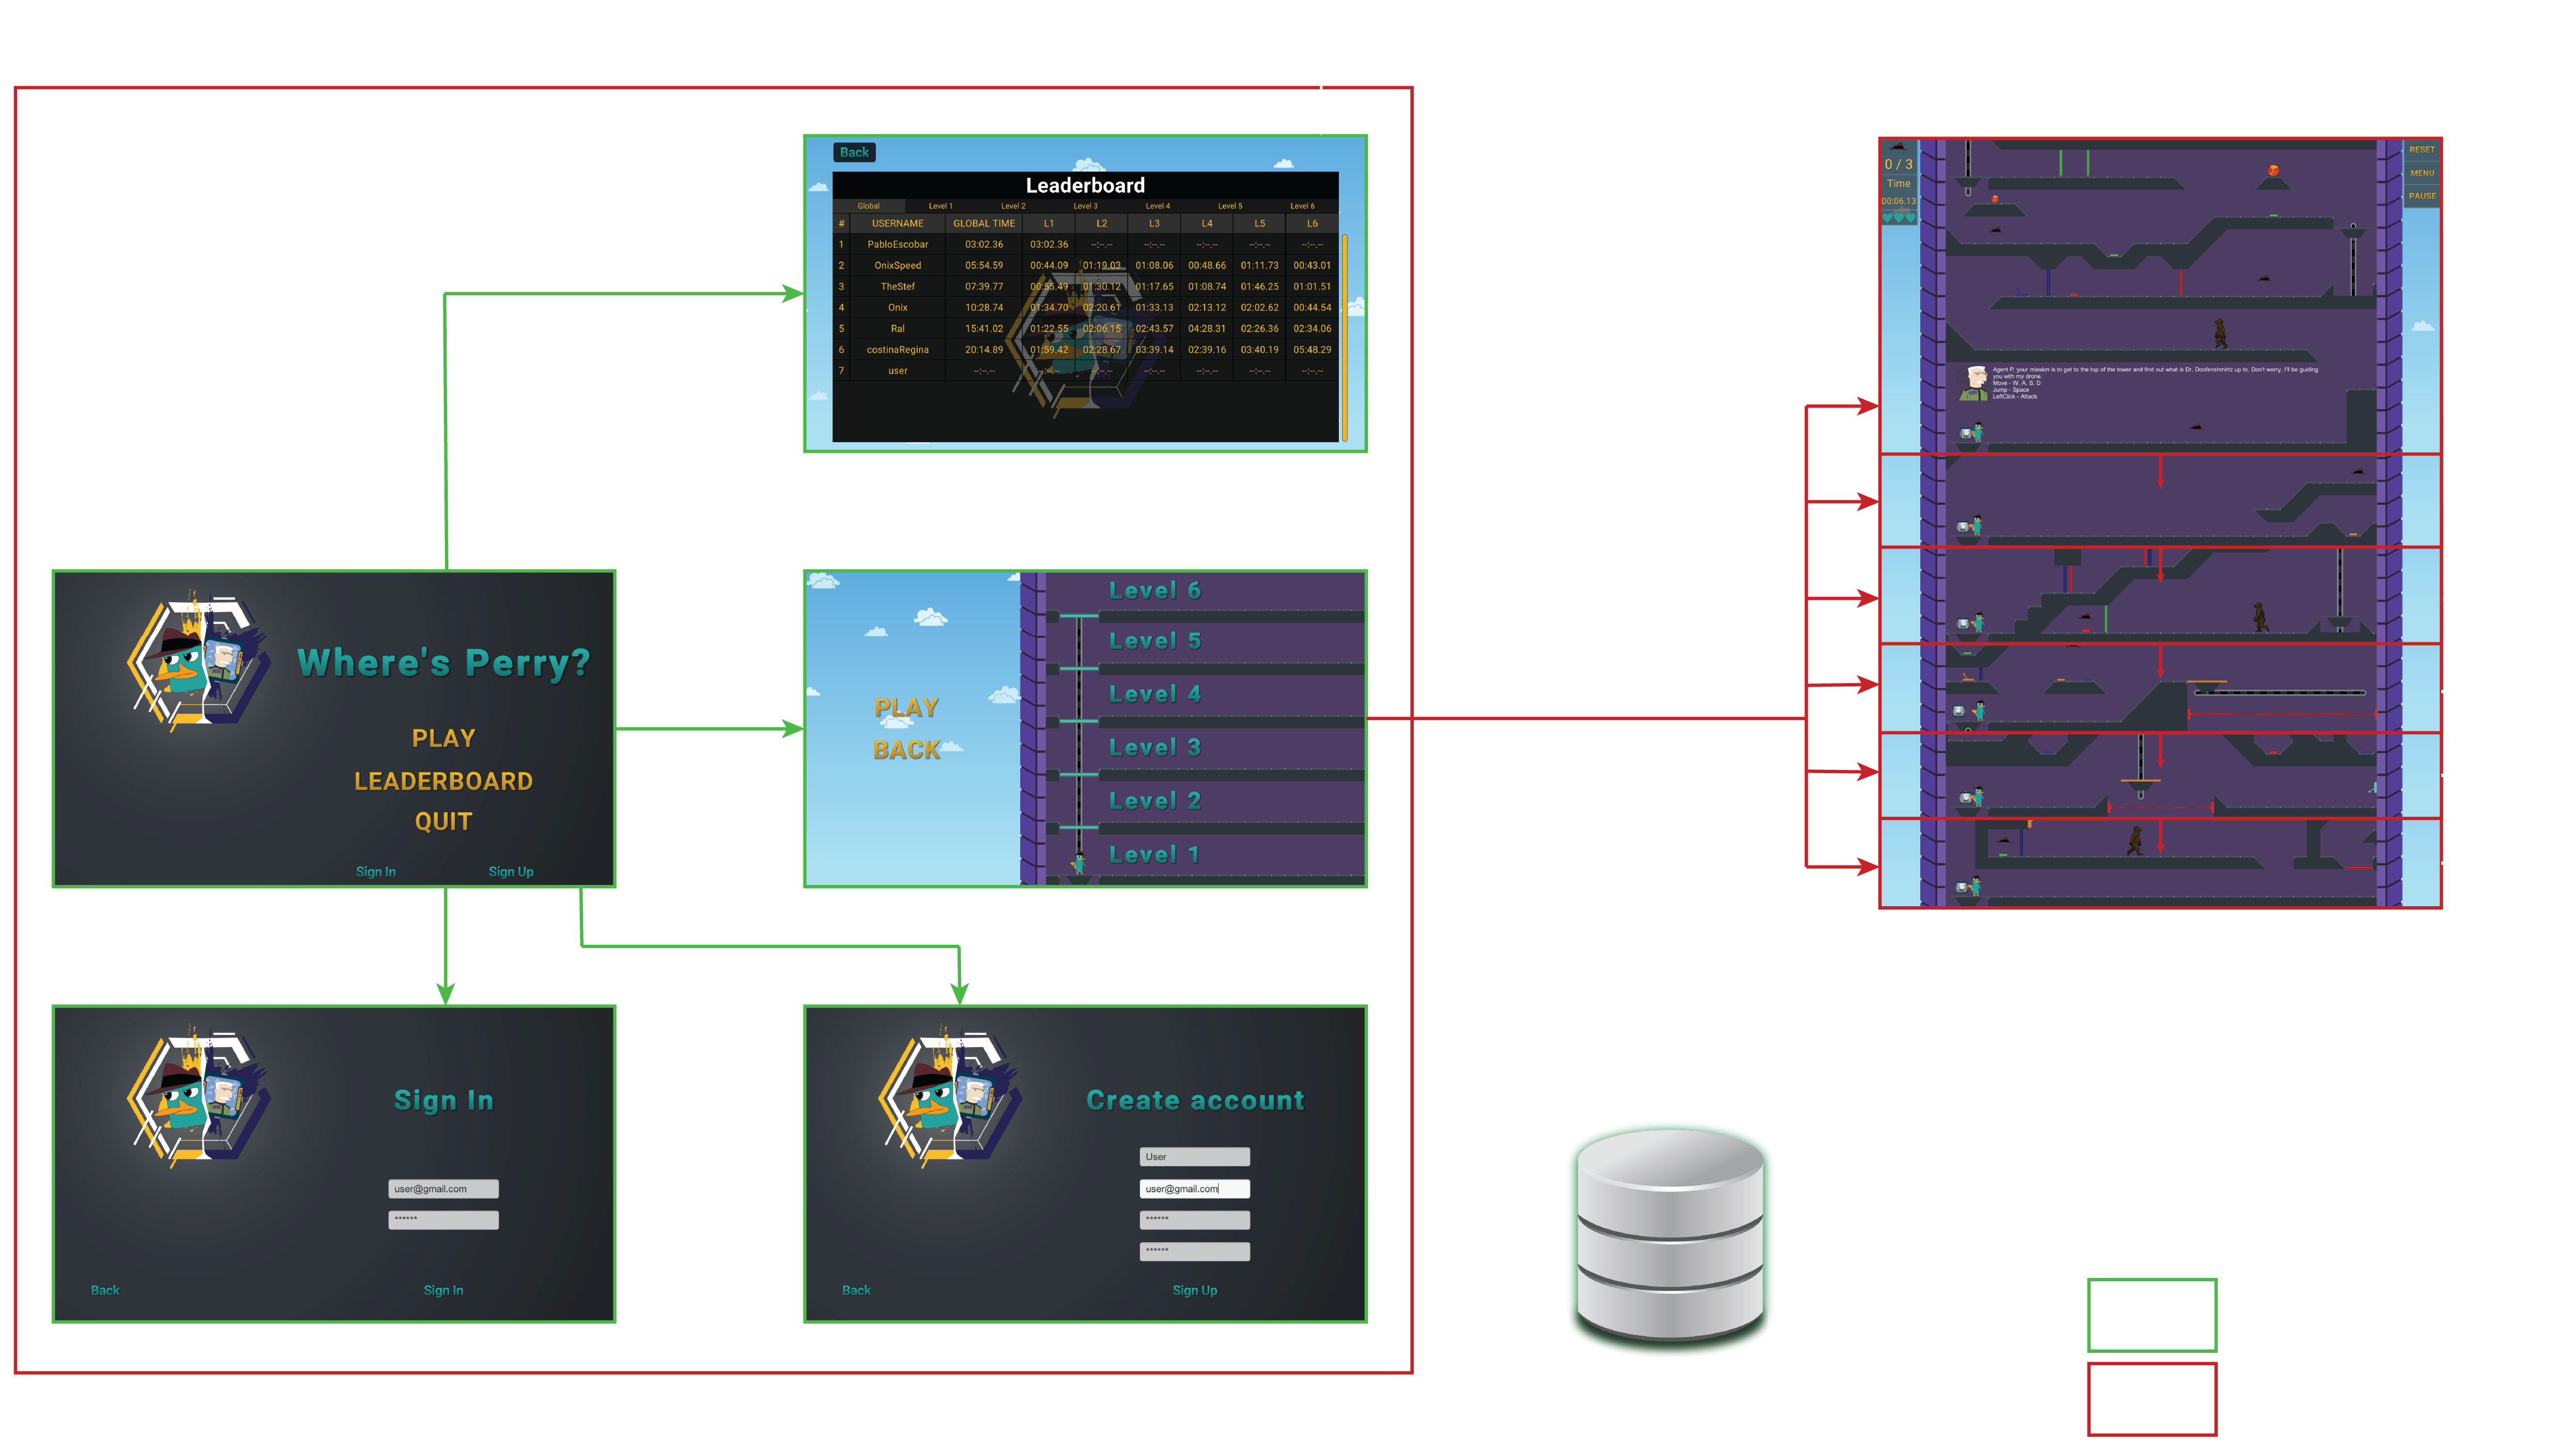 Back
Leaderboard
Global Level 1 Level 2 Level 3 Level 4 Level 5 Level 6
# USERNAME GLOBAL TIME L1 L2 L3 L4 L5 L6
1 PabloEscobar 03:02.36 03:02.36 --:--.-- --:--.-- --:--.-- --:--.-- --:--.--
2 OnixSpeed 05:54.59 00:44.09 01:19.03 01:08.06 00:48.66 01:11.73 00:43.01
3 TheStef 07:39.77 00:55.49 01:30.12 01:17.65 01:08.74 01:46.25 01:01.51
4 Onix 10:28.74 01:34.70 02:20.61 01:33.13 02:13.12 02:02.62 00:44.54
5 Ral 15:41.02 01:22.55 02:06.15 02:43.57 04:28.31 02:26.36 02:34.06
6 costinaRegina 20:14.89 01:59.42 02:28.67 03:39.14 02:39.16 03:40.19 05:48.29
7 user --:--.-- --:--.-- --:--.-- --:--.-- --:--.-- --:--.-- --:--.--
Where's Perry?
PLAY
LEADERBOARD
QUIT
Sign In Sign Up
PLAY
BACK
Level 6
Level 5
Level 4
Level 3
Level 2
Level 1
0 / 3
Time
00:06.13
RESET
MENU
PAUSE
Agent P, your mission is to get to the top of the tower and find out what is Dr. Doofenshmirtz up to. Don't worry, I'll be guiding
you with my drone.
Move - W, A, S, D
Jump - Space
LeftClick - Attack
Sign In
user@gmail.com
******
Back
Sign In
Create account
User
user@gmail.com
******
******
Back
Sign Up